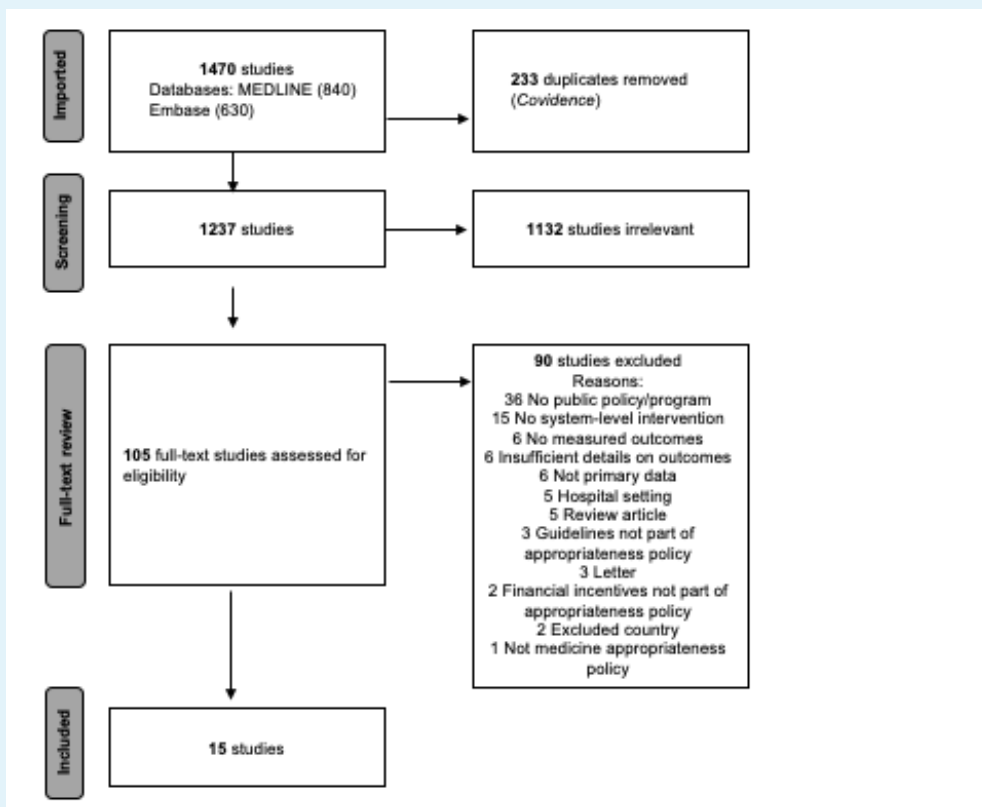 Imported
1470 studies
Databases: MEDLINE (840)
Embase (630)
233 duplicates removed
(Covidence)
Screening
1237 studies
1132 studies irrelevant
Full-text review
105 full-text studies assessed for
eligibility
90 studies excluded
Reasons:
36 No public policy/program
15 No system-level intervention
6 No measured outcomes
6 Insufficient details on outcomes
6 Not primary data
5 Hospital setting
5 Review article
3 Guidelines not part of
appropriateness policy
3 Letter
2 Financial incentives not part of
appropriateness policy
2 Excluded country
1 Not medicine appropriateness
policy
Included
15 studies